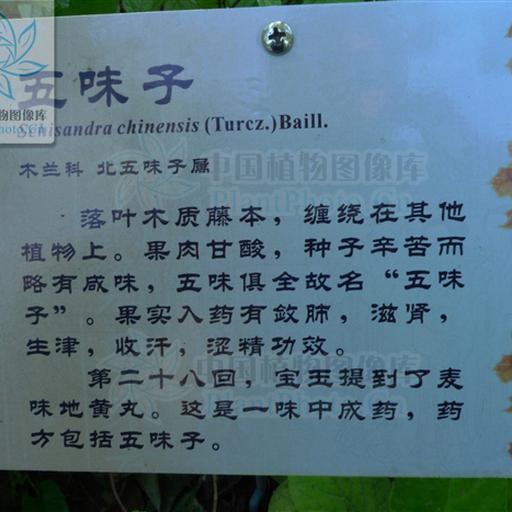 五味子
Schisandra chinensis (Turcz.)Baill.
木兰科 北五味子属
落叶木质藤本，缠绕在其他
植物上。果肉甘酸，种子辛苦而
略有咸味，五味俱全故名“五味
子”。果实入药有敛肺，滋肾，
生津，收汗，涩精功效。
第二十八回，宝玉提到了麦
味地黄丸。这是一味中成药，药
方包括五味子。
中国植物图像库
PlantPhoto.Cn
中国植物图像库
PlantPhoto.Cn
物图像库
Photo.Cn